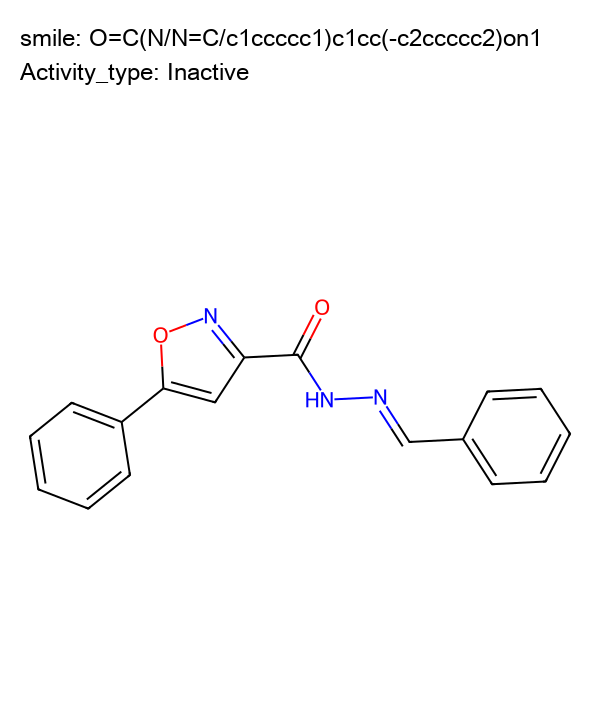 smile: O=C(N/N=C/c1ccccc1)c1cc(-c2ccccc2)on1
Activity_type: Inactive
O
N
O
HN
N